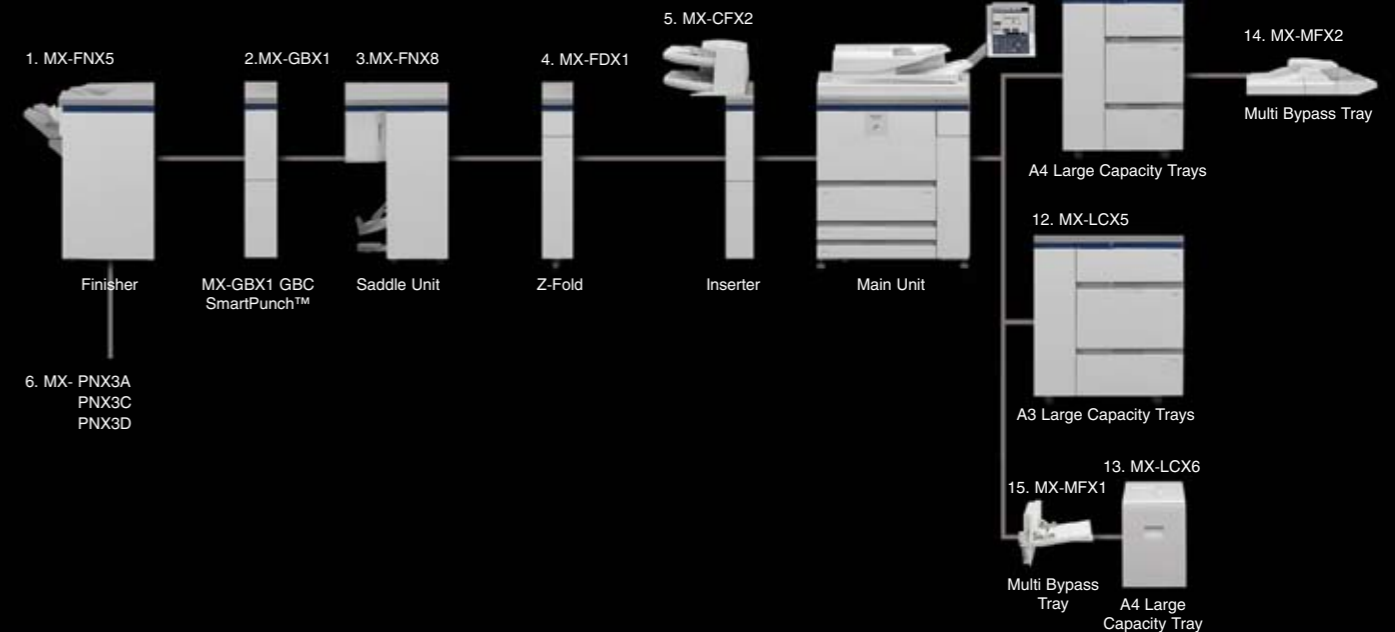 5. MX-CFX2
14. MX-MFX2
1. MX-FNX5
2.MX-GBX1
3.MX-FNX8
4. MX-FDX1
Multi Bypass Tray
A4 Large Capacity Trays
12. MX-LCX5
Finisher
MX-GBX1 GBC
SmartPunch™
Saddle Unit
Z-Fold
Inserter
Main Unit
6. MX- PNX3A
PNX3C
PNX3D
A3 Large Capacity Trays
13. MX-LCX6
15. MX-MFX1
Multi Bypass
Tray
A4 Large
Capacity Tray